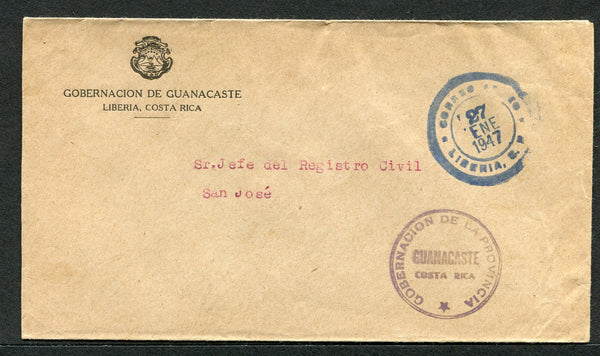 GOBERNACION DE GUANACASTE
LIBERIA, COSTA RICA
CORREO
27
ENE
1947
LIBERIA, C. R
Sr.Jefe del Registro Civil
San José
GOBERNACION DE LA PROVINCIA
GUANACASTE
COSTA RICA